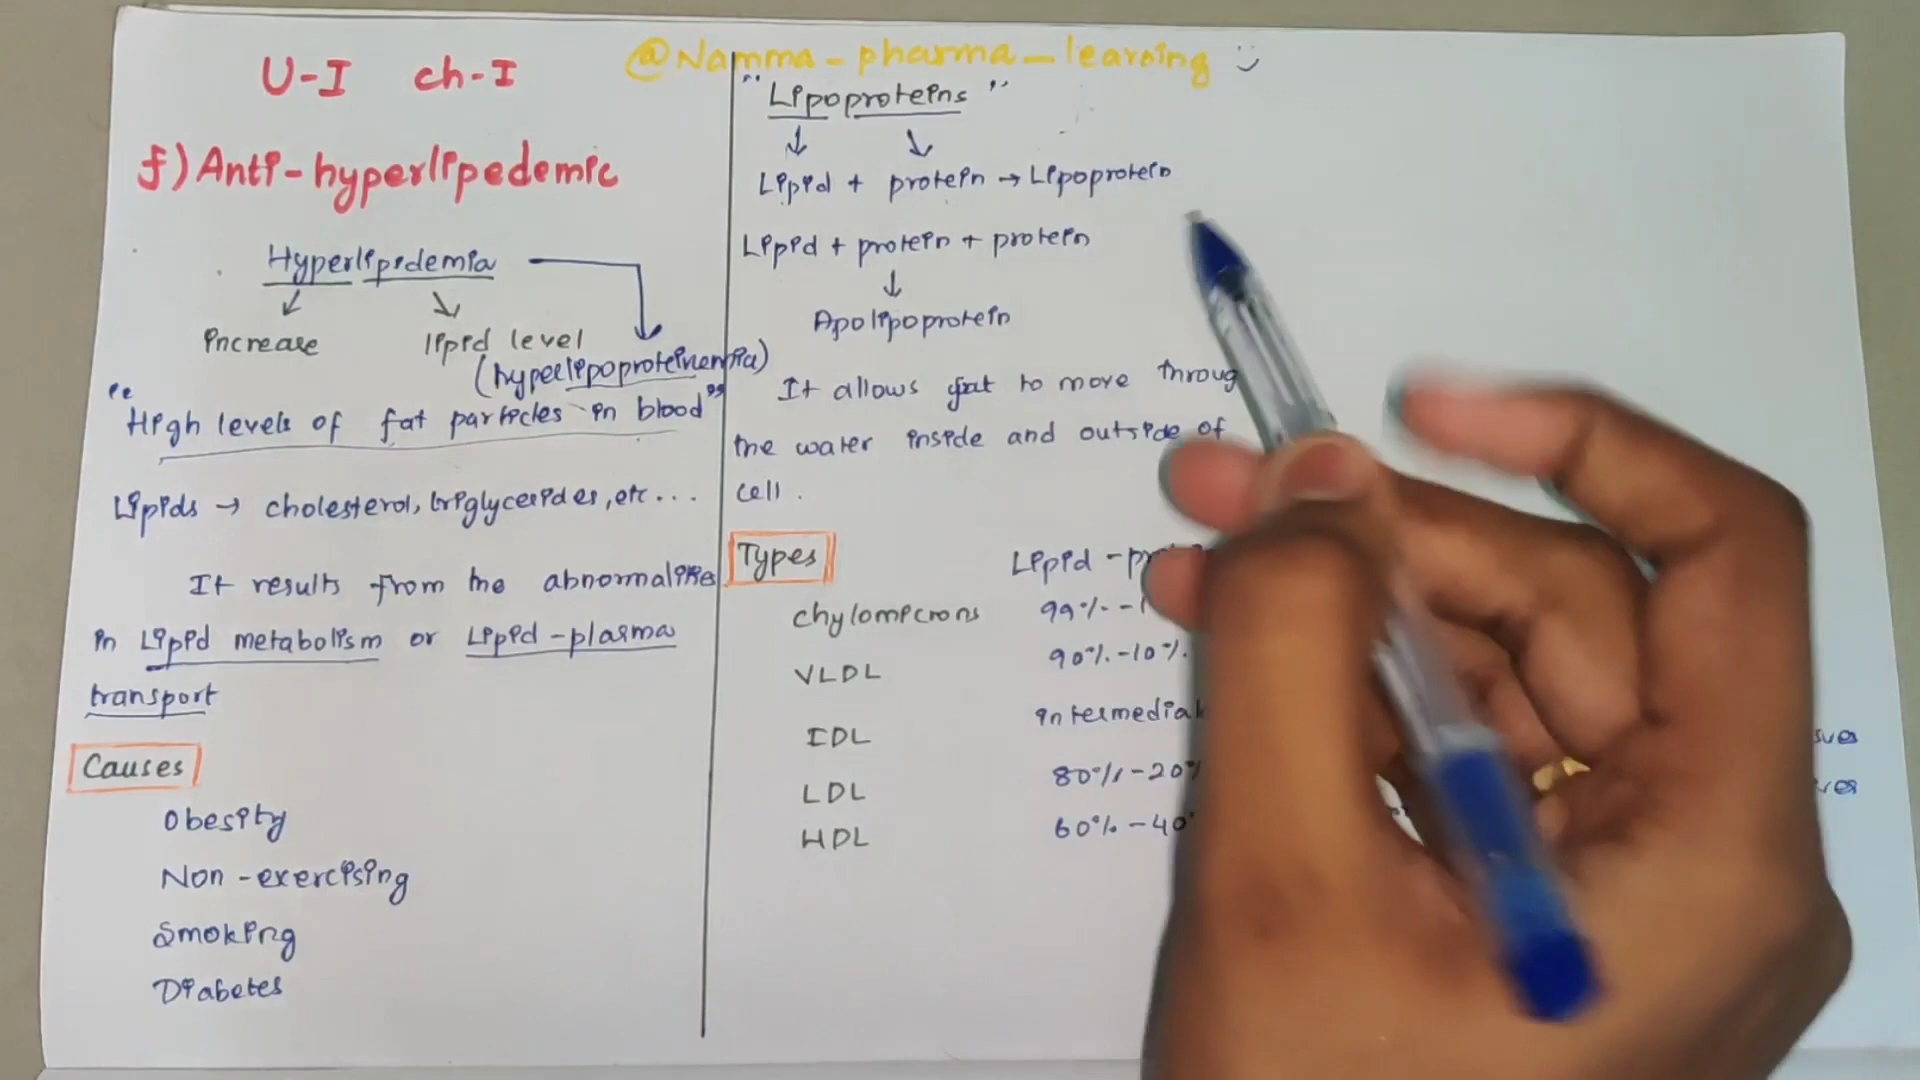 @Namma-pharma-learning
U-I ch-I
f) Anti-hyperlipedemic
Hyperlipidemia
increase lipid level
(hyperlipoproteinemia)
"High levels of fat particles in blood"
Lipids → cholesterol, triglycerides, etc...
It results from the abnormalities
in Lipid metabolism or Lipid-plasma
transport
Causes
Obesity
Non-exercising
Smoking
Diabetes
"Lipoproteins"
Lipid + protein → Lipoprotein
Lipid + protein + protein
Apolipoprotein
It allows fat to move throug
the water inside and outside of
cell.
Types Lipid -
chylomicrons 99%-1
VLDL 90%-10%.
IDL
LDL 80%-20%
HDL 60%-40